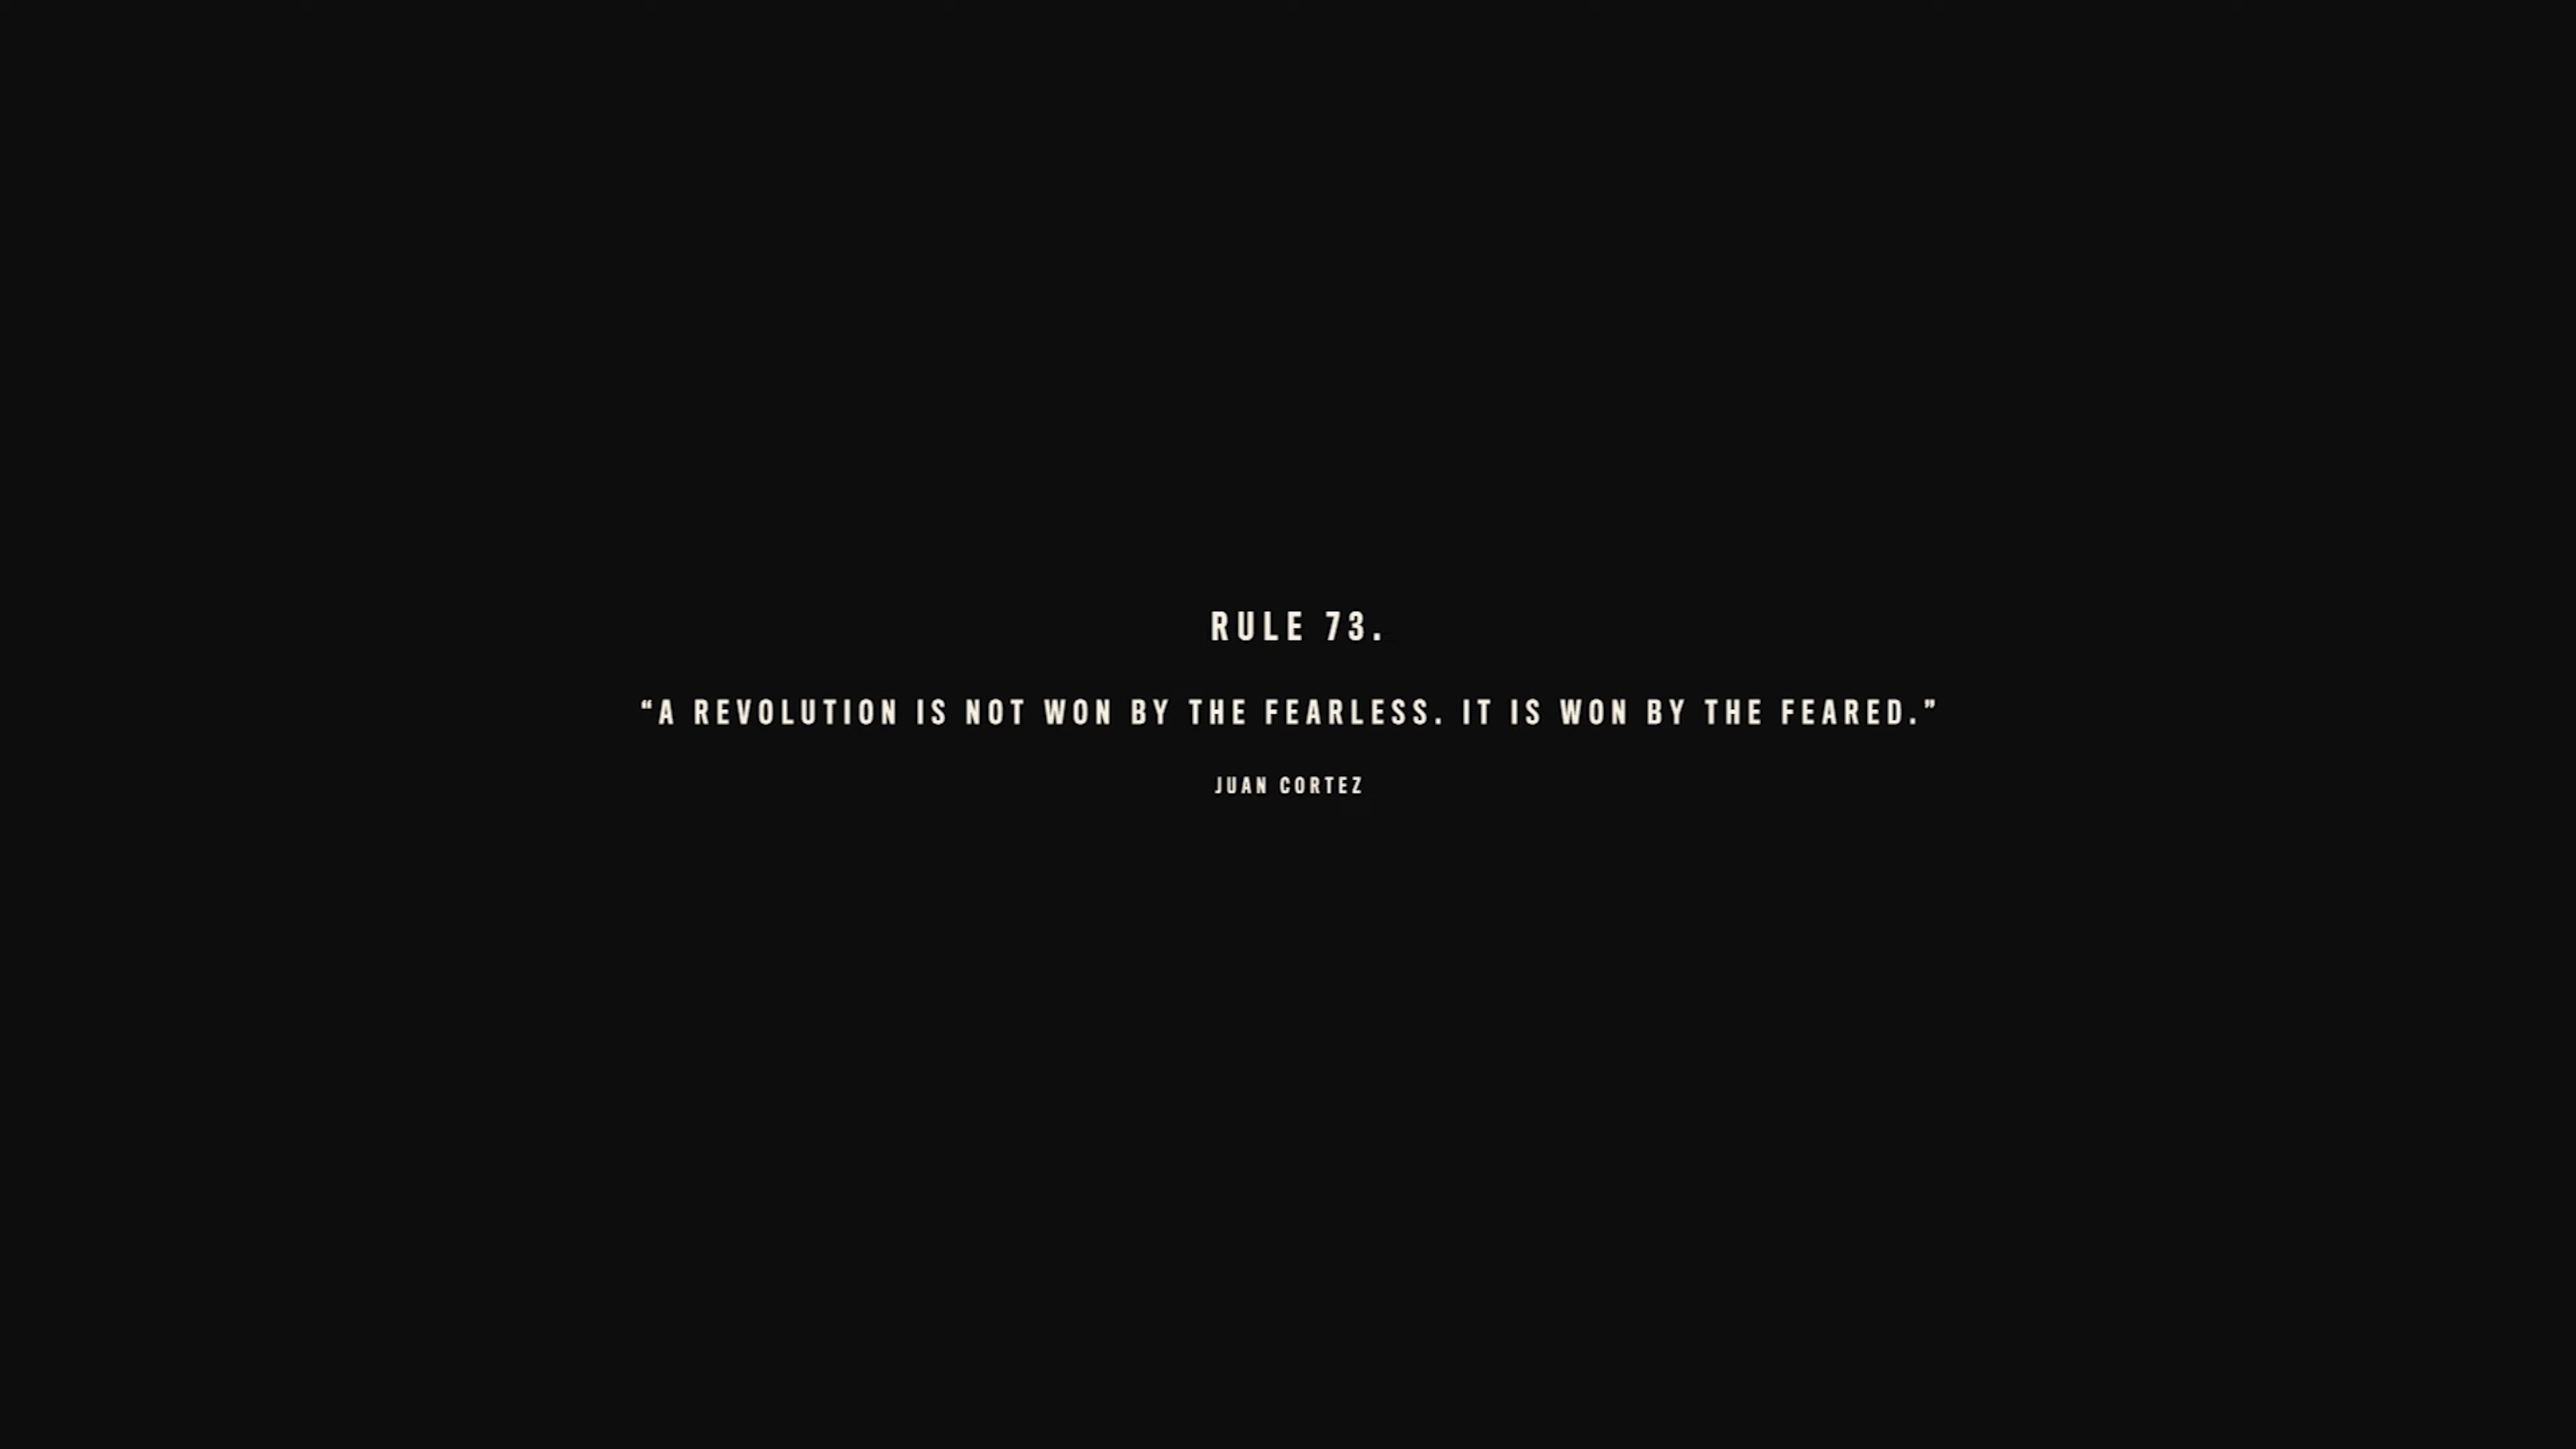 RULE 73.
“A REVOLUTION IS NOT WON BY THE FEARLESS. IT IS WON BY THE FEARED.”
JUAN CORTEZ